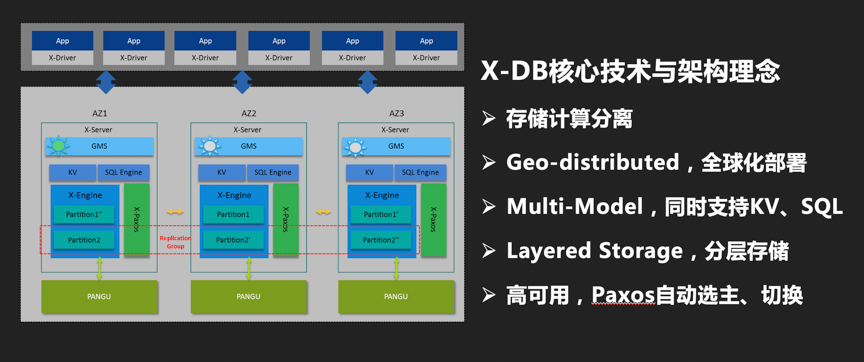 App App App App App App
X-Driver X-Driver X-Driver X-Driver X-Driver X-Driver
AZ1 AZ2 AZ3
X-Server X-Server X-Server
GMS GMS GMS
KV SQL Engine KV SQL Engine KV SQL Engine
X-Engine X-Engine X-Engine
Partition1'' Partition1 Partition1'
X-Paxos X-Paxos X-Paxos
Partition2 Partition2' Partition2''
Replication
Group
PANGU PANGU PANGU
X-DB核心技术与架构理念
➢ 存储计算分离
➢ Geo-distributed，全球化部署
➢ Multi-Model，同时支持KV、SQL
➢ Layered Storage，分层存储
➢ 高可用，Paxos自动选主、切换